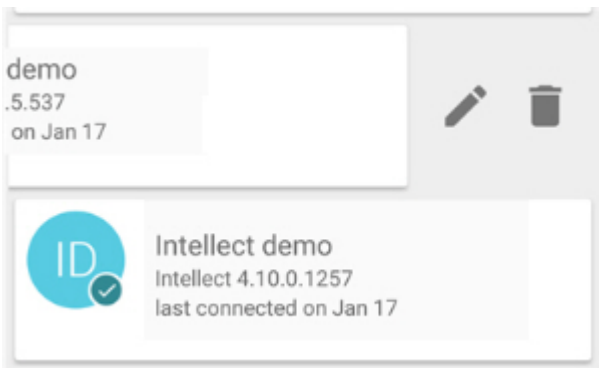 demo
.5.537
on Jan 17
ID
Intellect demo
Intellect 4.10.0.1257
last connected on Jan 17